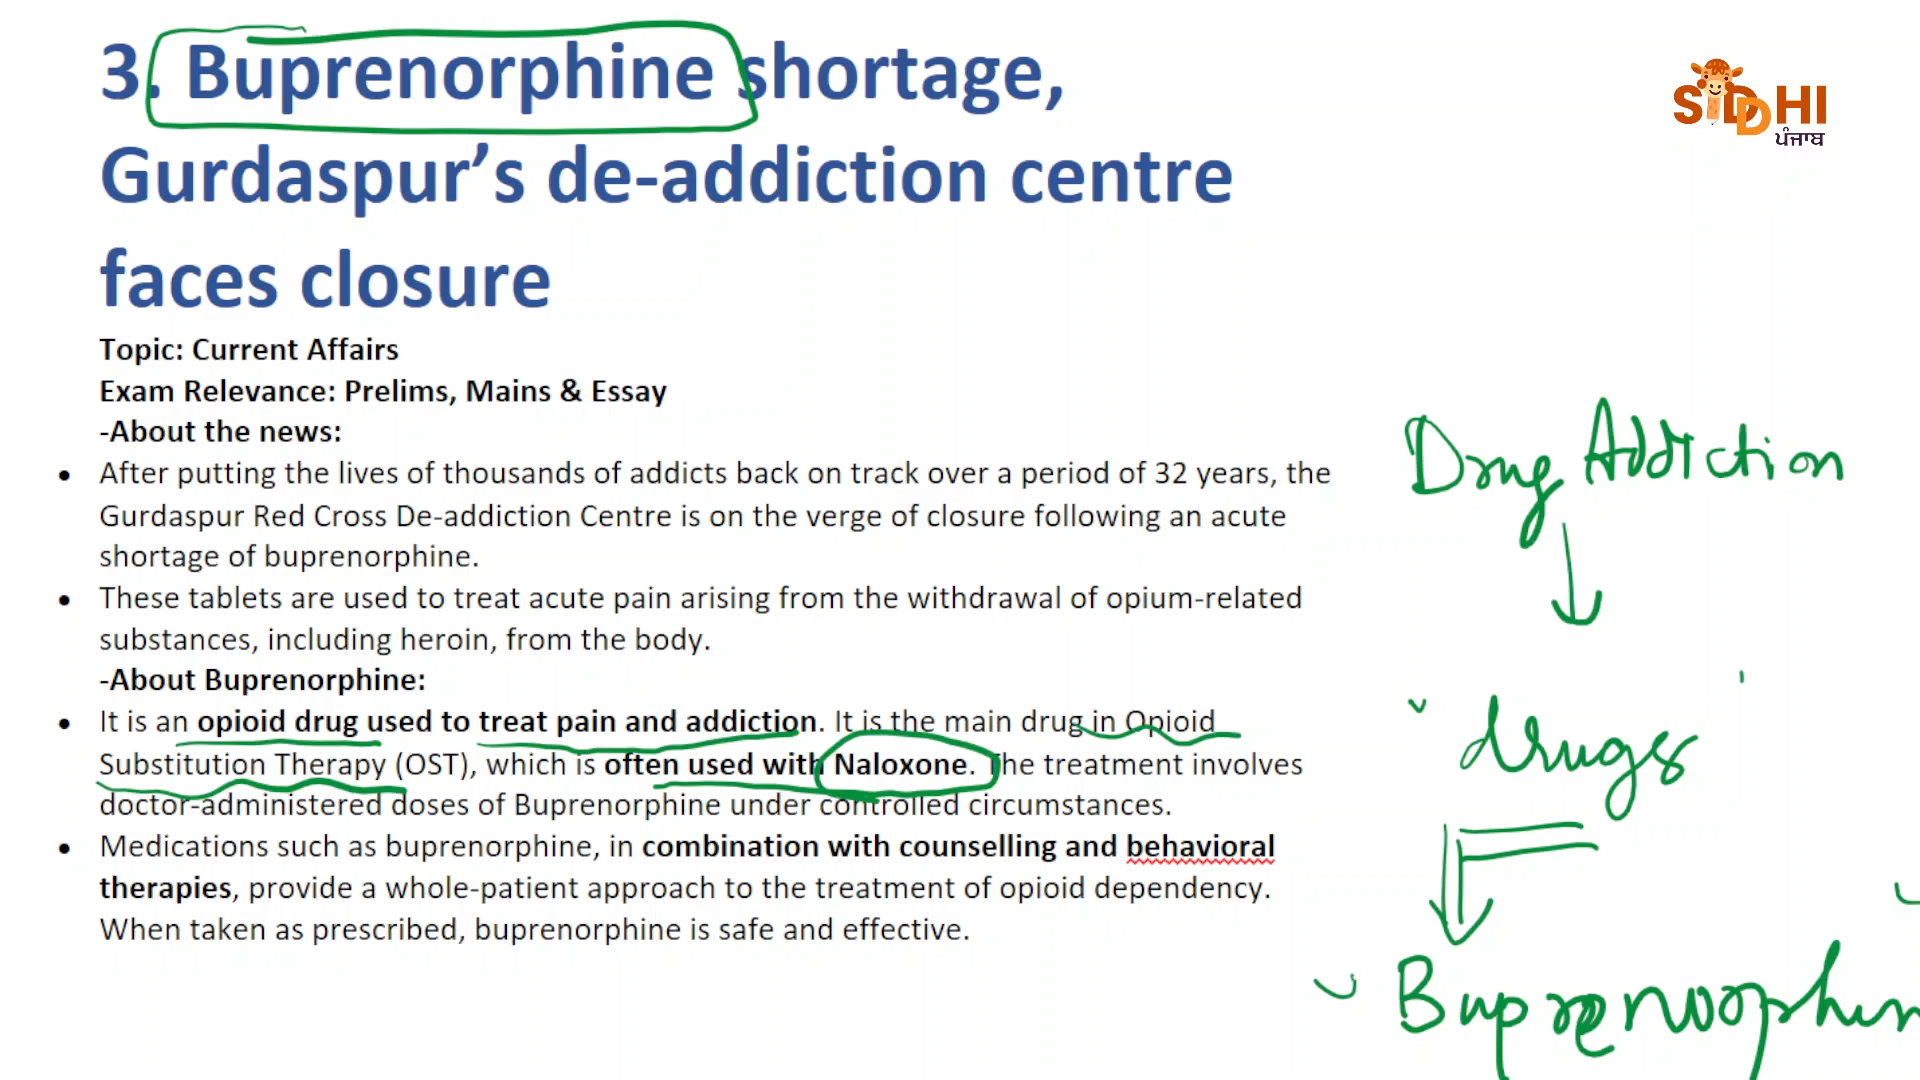 3. Buprenorphine shortage,
Gurdaspur’s de-addiction centre
faces closure
SIDDHI
ਪੰਜਾਬ
Topic: Current Affairs
Exam Relevance: Prelims, Mains & Essay
-About the news:
• After putting the lives of thousands of addicts back on track over a period of 32 years, the
Gurdaspur Red Cross De-addiction Centre is on the verge of closure following an acute
shortage of buprenorphine.
• These tablets are used to treat acute pain arising from the withdrawal of opium-related
substances, including heroin, from the body.
-About Buprenorphine:
• It is an opioid drug used to treat pain and addiction. It is the main drug in Opioid
Substitution Therapy (OST), which is often used with Naloxone. The treatment involves
doctor-administered doses of Buprenorphine under controlled circumstances.
• Medications such as buprenorphine, in combination with counselling and behavioral
therapies, provide a whole-patient approach to the treatment of opioid dependency.
When taken as prescribed, buprenorphine is safe and effective.
Drug Addiction
"druges"
Buprenorphin